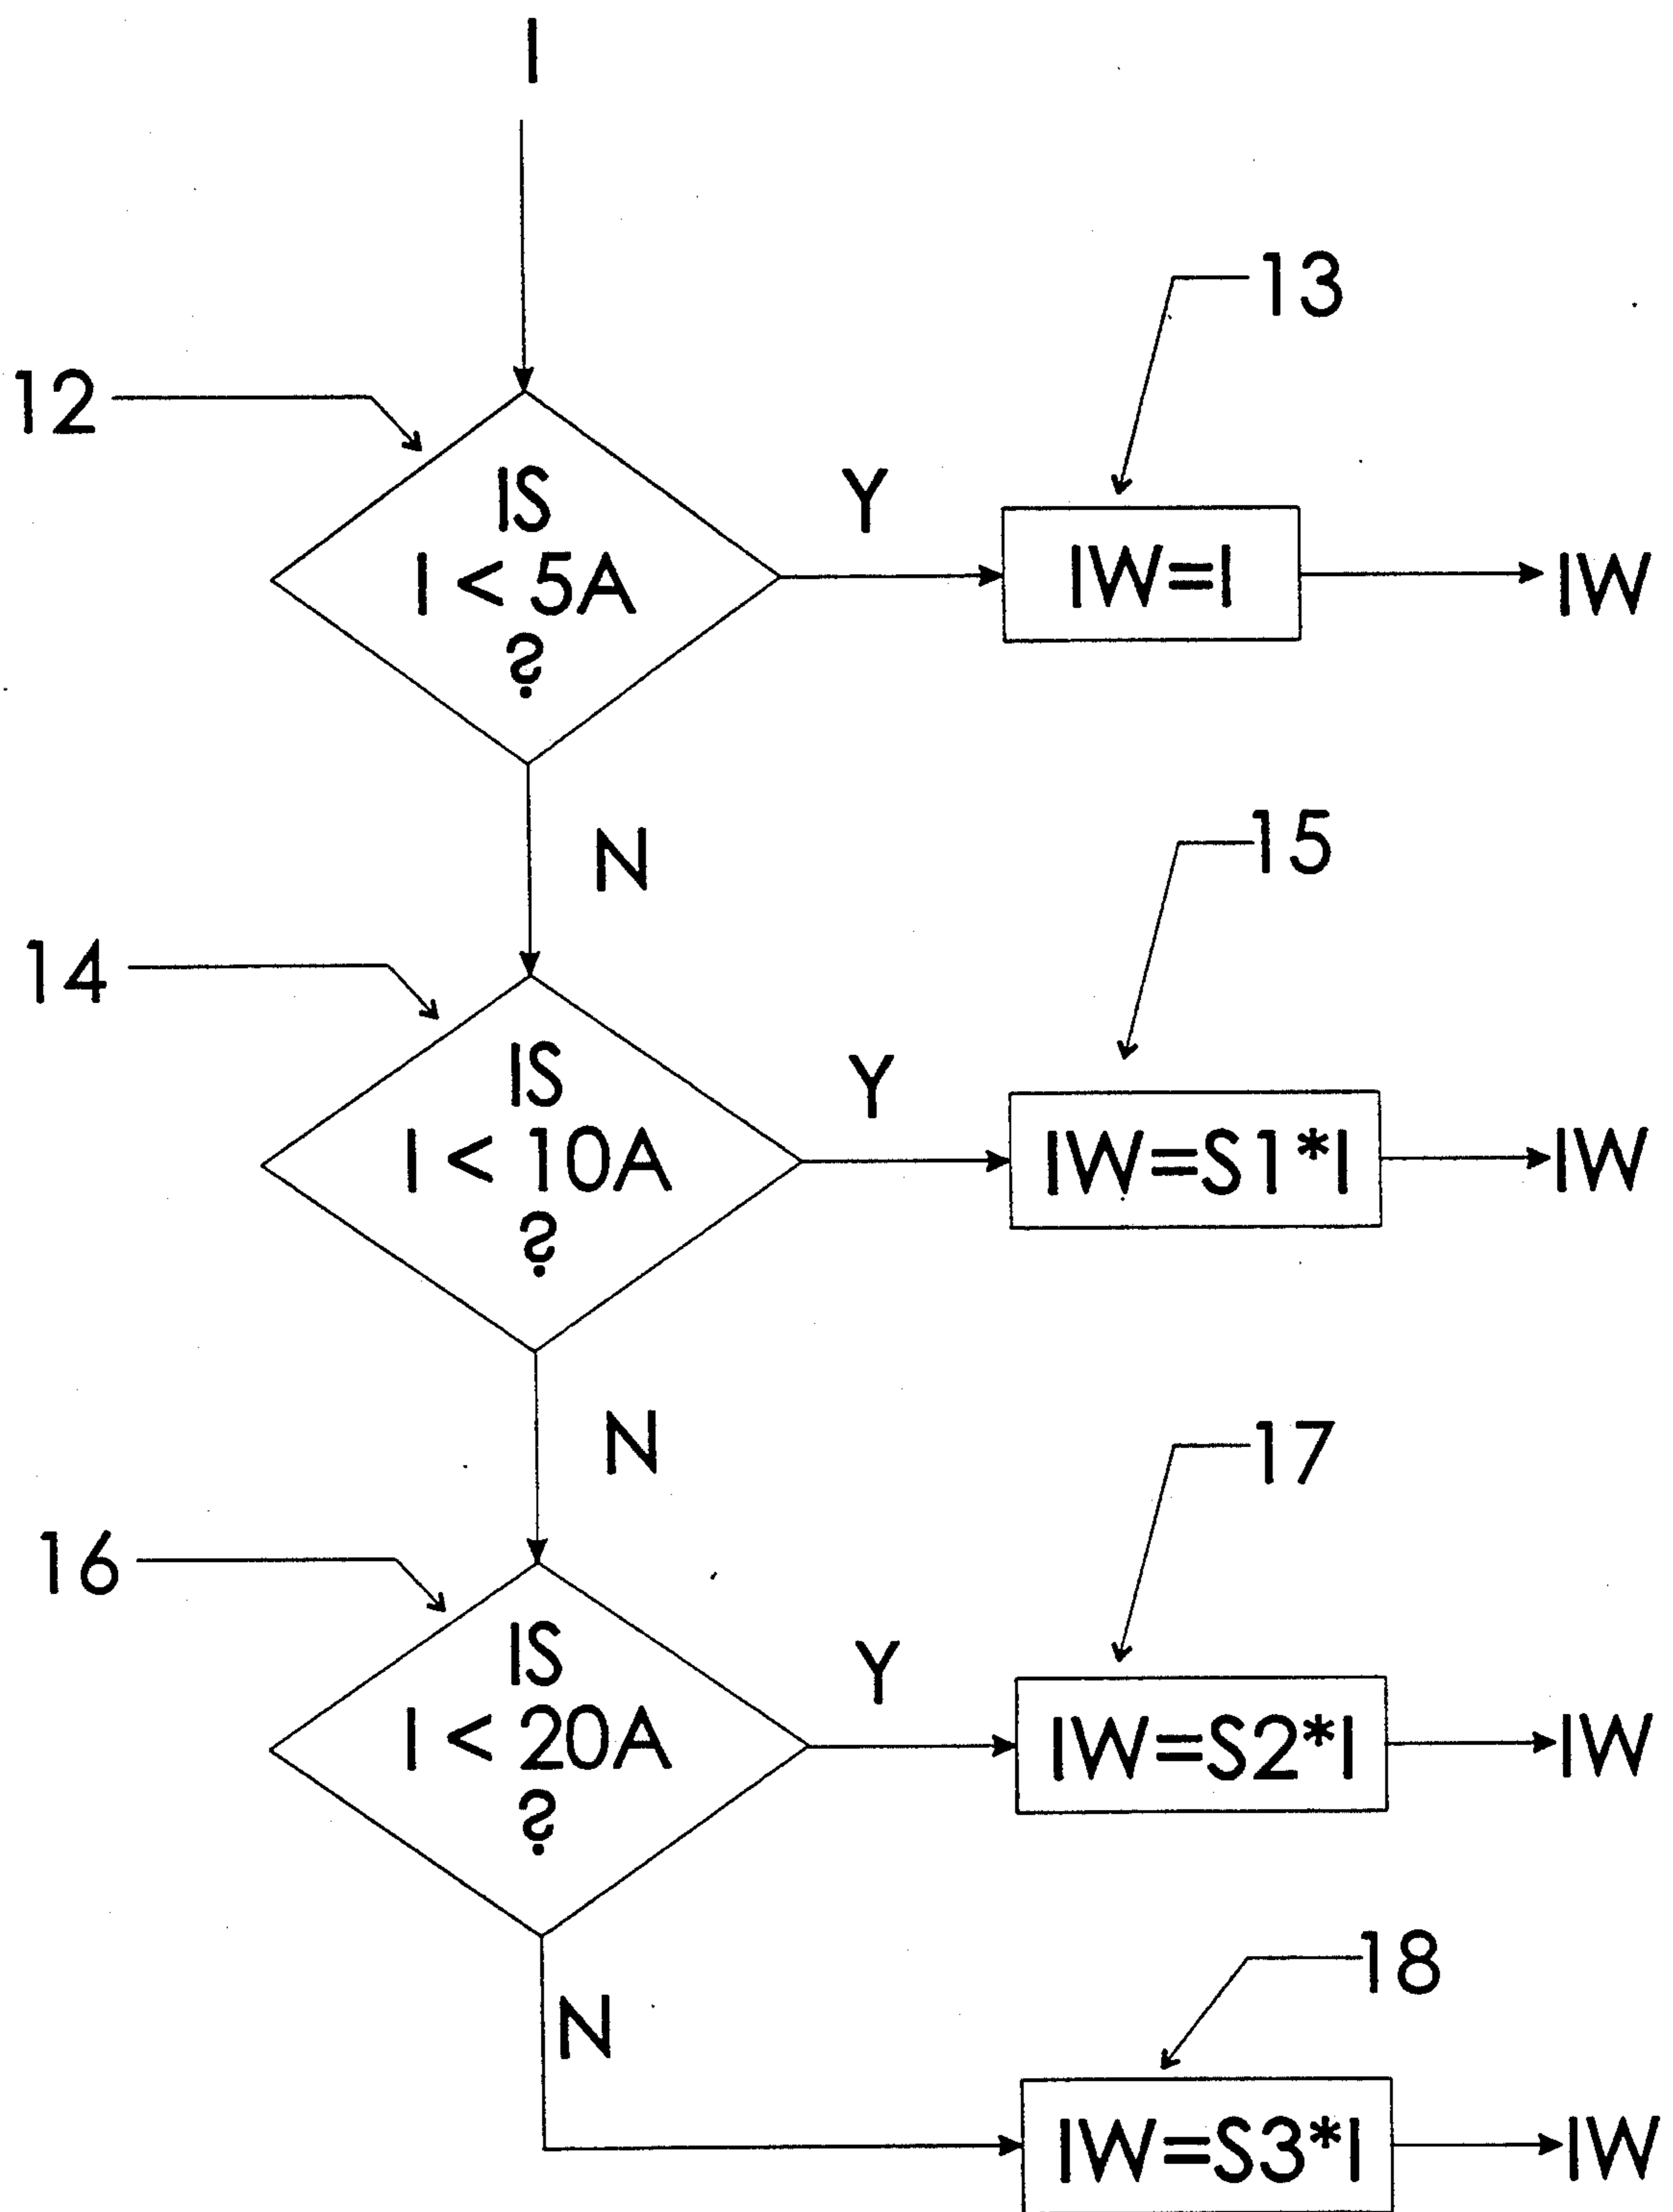 I
13
12
IS
I < 5A
?
Y
IW=I
IW
N
15
14
IS
I < 10A
?
Y
IW=S1*I
IW
N
17
16
IS
I < 20A
?
Y
IW=S2*I
IW
N
18
IW=S3*I
IW